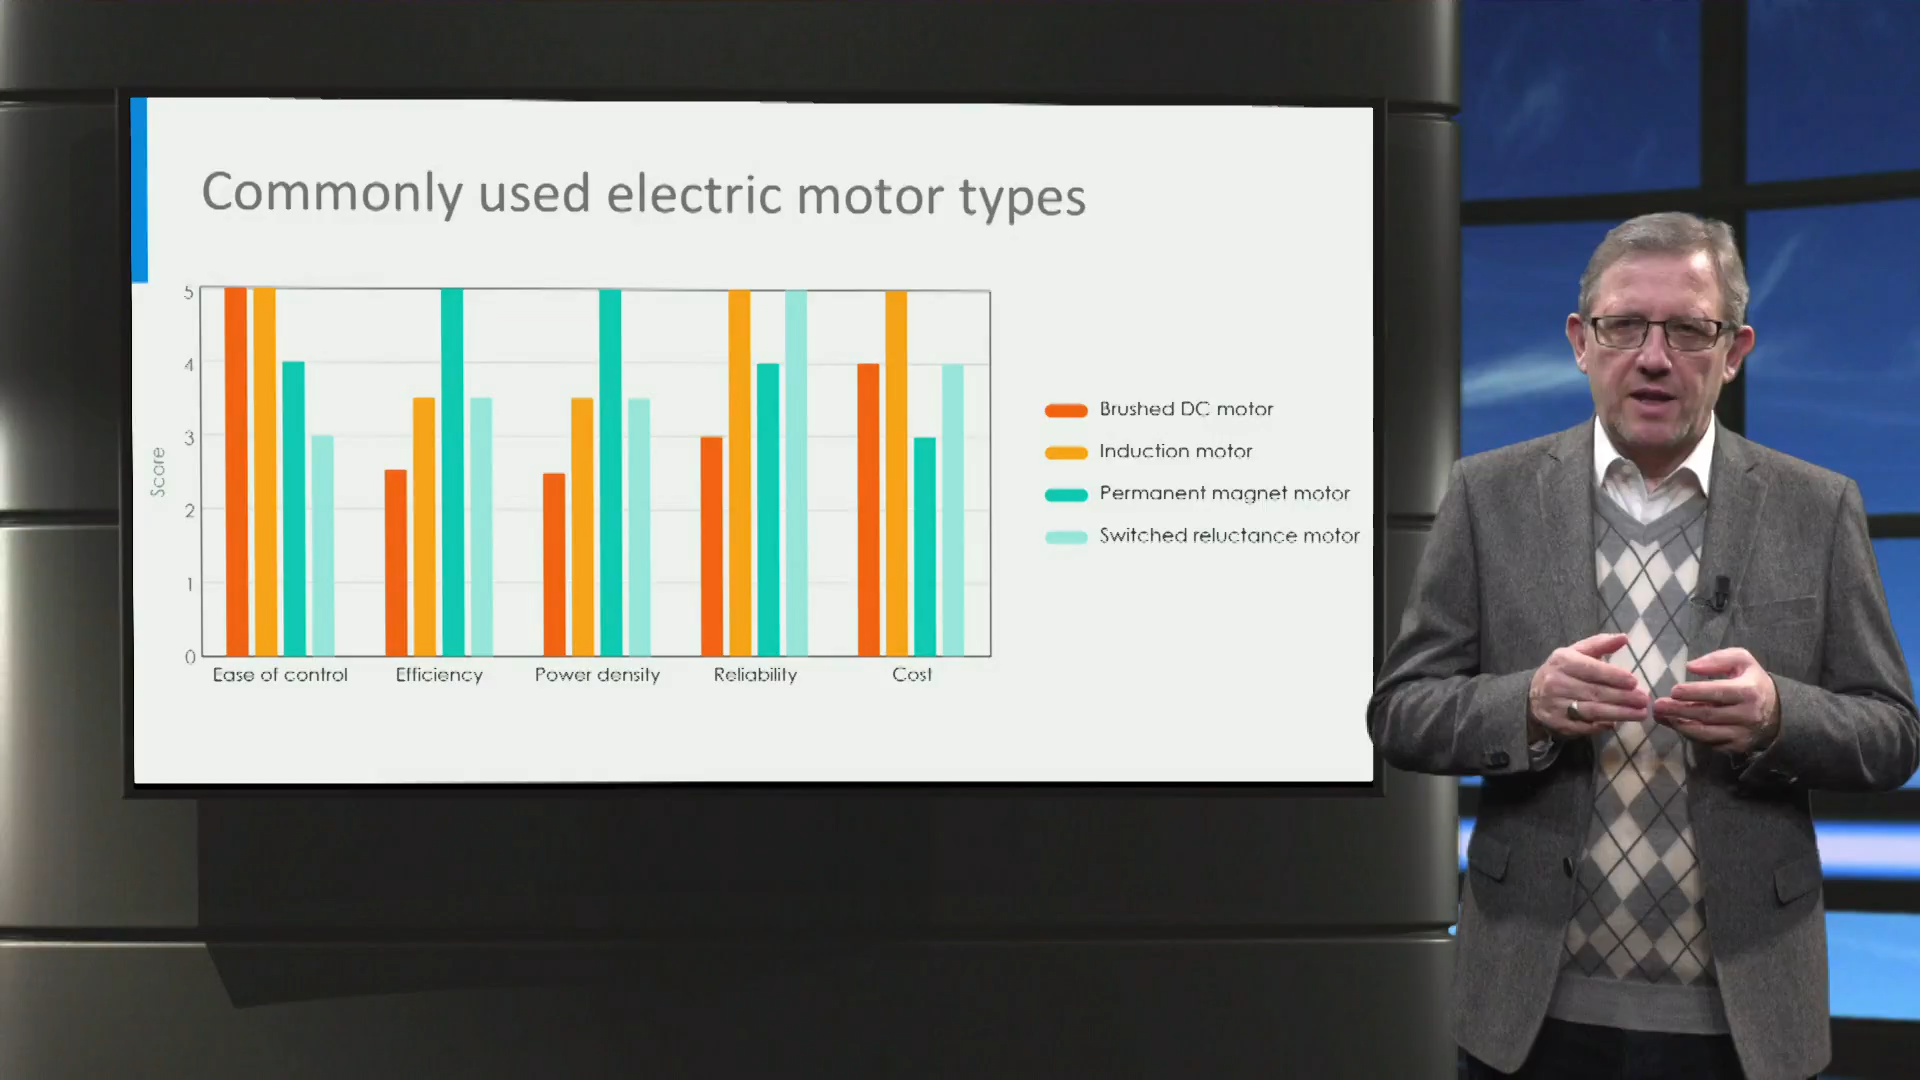 Commonly used electric motor types
5
4
3
2
1
0
Score
Ease of control
Efficiency
Power density
Reliability
Cost
Brushed DC motor
Induction motor
Permanent magnet motor
Switched reluctance motor